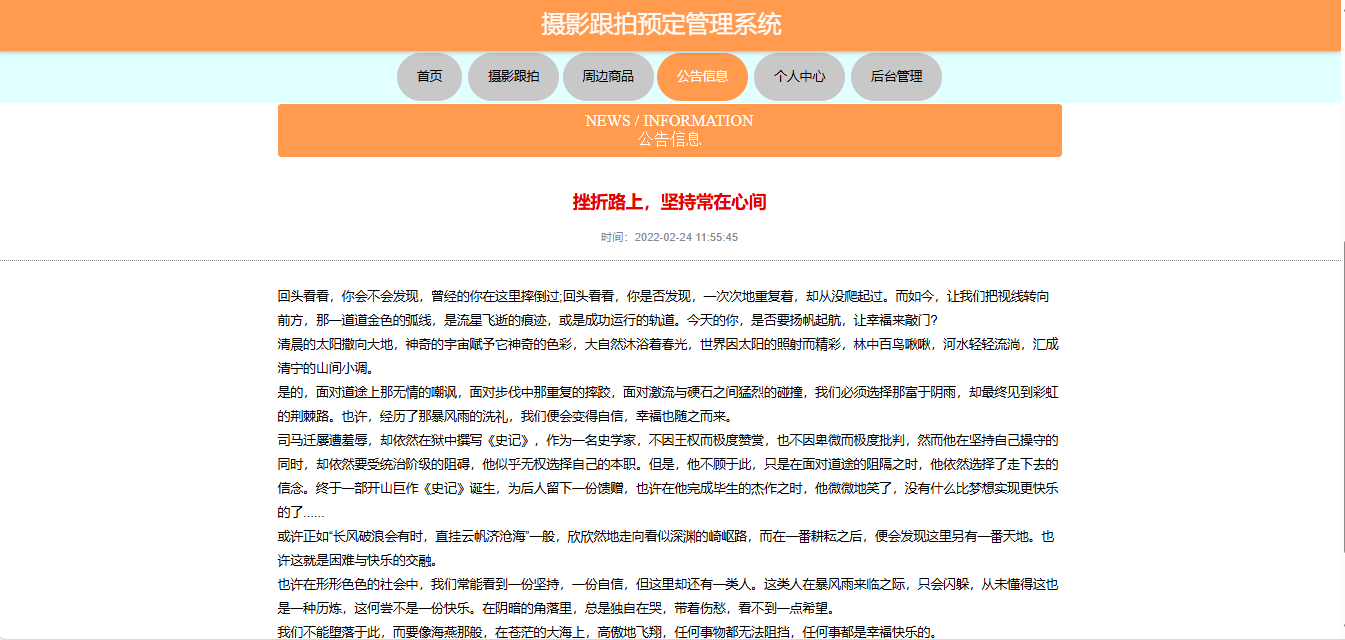 摄影跟拍预定管理系统
首页 摄影跟拍 周边商品 公告信息 个人中心 后台管理
NEWS / INFORMATION
公告信息
挫折路上，坚持常在心间
时间：2022-02-24 11:55:45
回头看看，你会不会发现，曾经的你在这里摔倒过;回头看看，你是否发现，一次次地重复着，却从没爬起过。而如今，让我们把视线转向
前方，那一道道金色的弧线，是流星飞逝的痕迹，或是成功运行的轨道。今天的你，是否要扬帆起航，让幸福来敲门?
清晨的太阳撒向大地，神奇的宇宙赋予它神奇的色彩，大自然沐浴着春光，世界因太阳的照射而精彩，林中百鸟啾啾，河水轻轻流淌，汇成
清宁的山间小调。
是的，面对道途上那无情的嘲讽，面对步伐中那重复的摔跤，面对激流与硬石之间猛烈的碰撞，我们必须选择那富于阴雨，却最终见到彩虹
的荆棘路。也许，经历了那暴风雨的洗礼，我们便会变得自信，幸福也随之而来。
司马迁屡遭羞辱，却依然在狱中撰写《史记》，作为一名史学家，不因王权而极度赞赏，也不因卑微而极度批判，然而他在坚持自己操守的
同时，却依然要受统治阶级的阻碍，他似乎无权选择自己的本职。但是，他不顾于此，只是在面对道途的阻隔之时，他依然选择了走下去的
信念。终于一部开山巨作《史记》诞生，为后人留下一份馈赠，也许在他完成毕生的杰作之时，他微微地笑了，没有什么比梦想实现更快乐
的了......
或许正如“长风破浪会有时，直挂云帆济沧海”一般，欣欣然地走向看似深渊的崎岖路，而在一番耕耘之后，便会发现这里另有一番天地。也
许这就是困难与快乐的交融。
也许在形形色色的社会中，我们常能看到一份坚持，一份自信，但这里却还有一类人。这类人在暴风雨来临之际，只会闪躲，从未懂得这也
是一种历炼，这何尝不是一份快乐。在阴暗的角落里，总是独自在哭，带着伤愁，看不到一点希望。
我们不能堕落于此，而要像海燕那般，在苍茫的大海上，高傲地飞翔，任何事物都无法阻挡，任何事都是幸福快乐的。